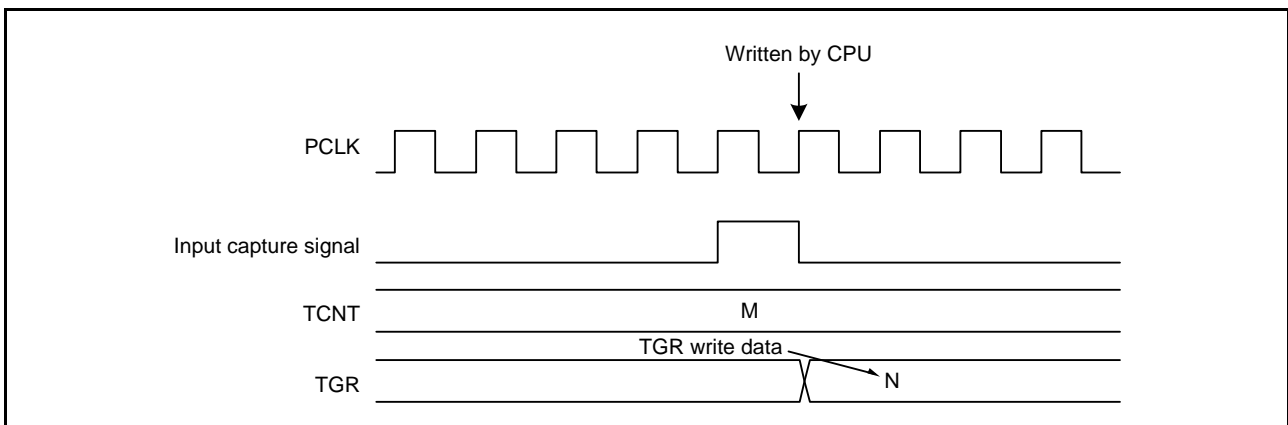 Written by CPU
PCLK
Input capture signal
TCNT
M
TGR write data
TGR
N